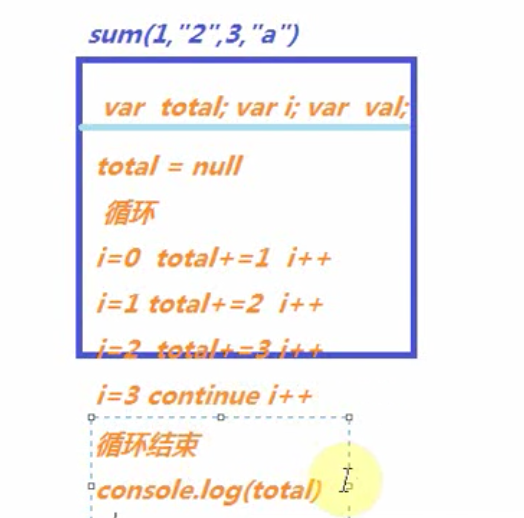 sum(1,"2",3,"a")
var total; var i; var val;
total = null
循环
i=0 total+=1 i++
i=1 total+=2 i++
i=2 total+=3 i++
i=3 continue i++
循环结束
console.log(total)